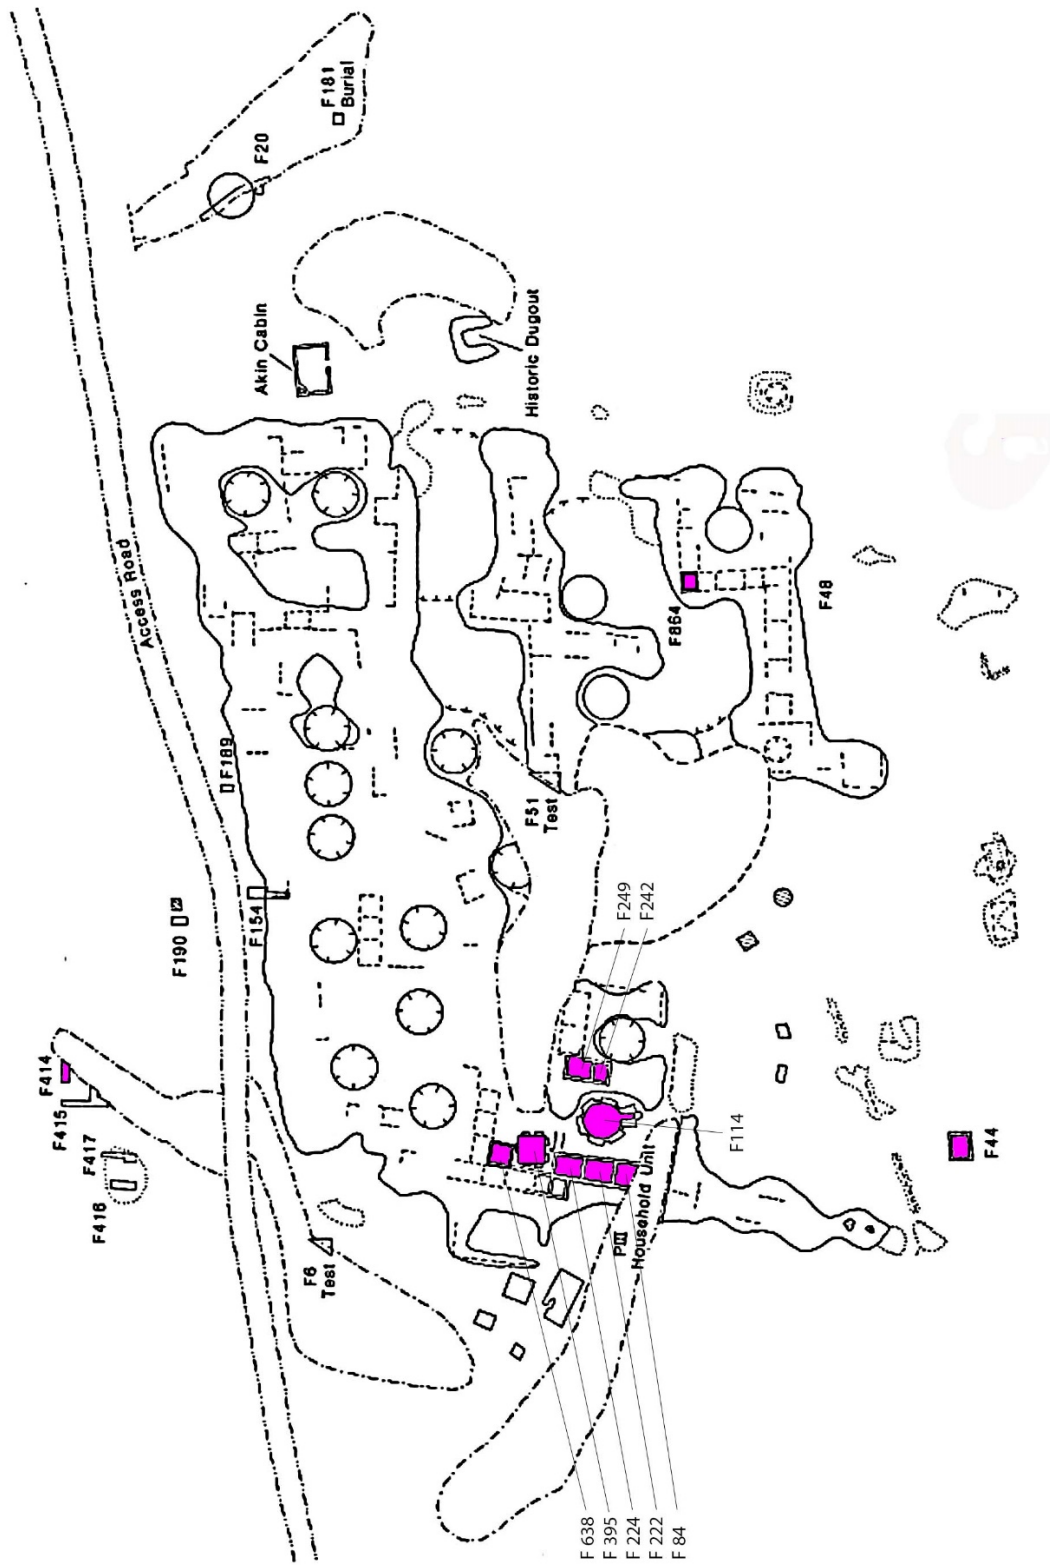 F181
Burial
F20
Akin Cabin
Historic Dugout
Access Road
F48
F864
F189
F51
Test
F154
F190
F249
F242
F414
F415
F417
F416
F114
F44
PIII
Household Unit
F6
Test
F 638
F 395
F 224
F 222
F 84